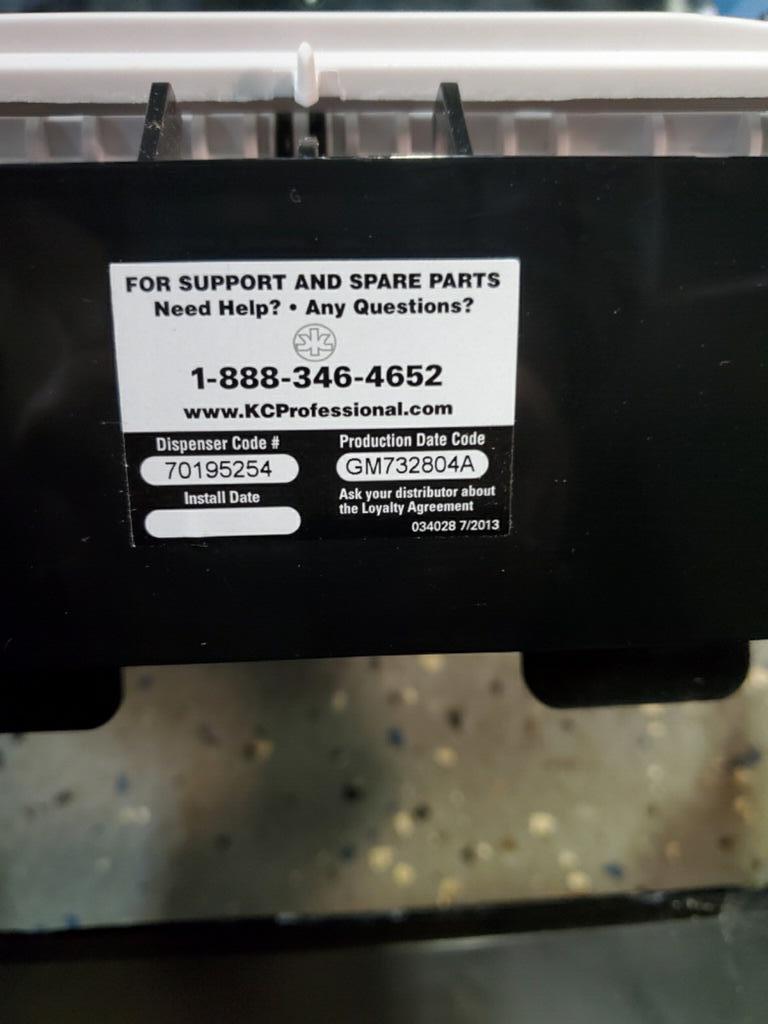 FOR SUPPORT AND SPARE PARTS
Need Help? • Any Questions?
1-888-346-4652
www.KCProfessional.com
Dispenser Code #
70195254
Install Date
Production Date Code
GM732804A
Ask your distributor about
the Loyalty Agreement
034028 7/2013